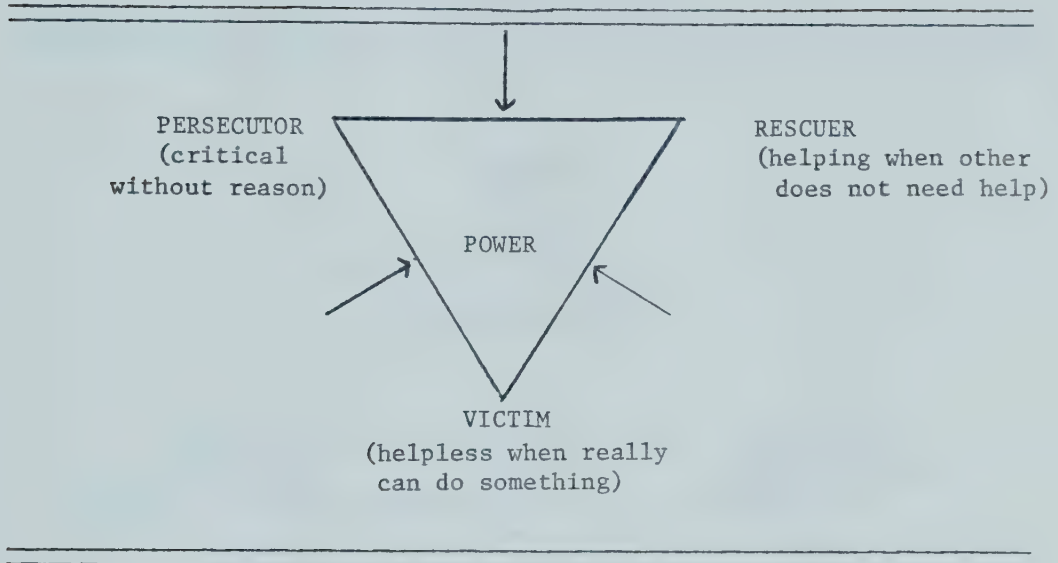 PERSECUTOR
(critical
without reason)
RESCUER
(helping when other
does not need help)
POWER
VICTIM
(helpless when really
can do something)